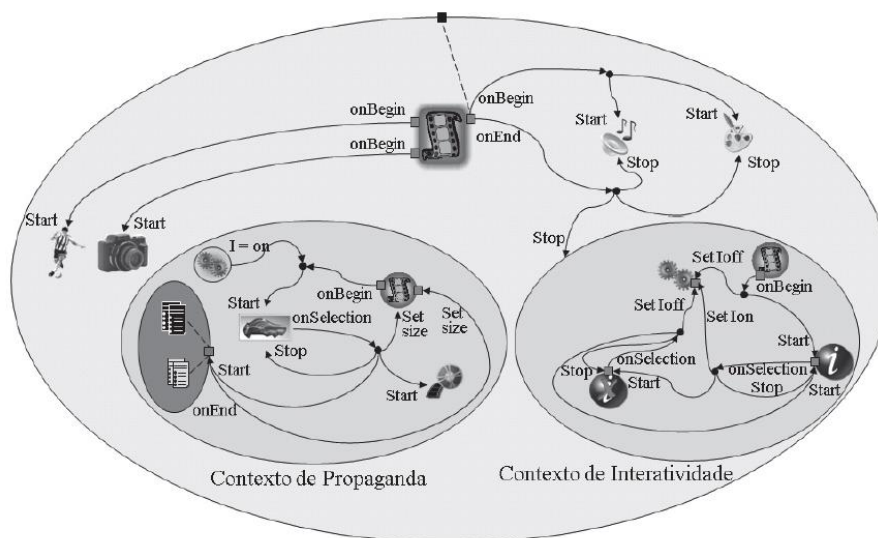 onBegin
onBegin
onBegin
onEnd
Start
Stop
Start
Stop
Stop
Start
Start
I = on
onBegin
Start
onSelection
Set
size
Set
size
Stop
Start
Start
onEnd
Contexto de Propaganda
Set Ioff
onBegin
Set Ioff
Set Ion
Start
onSelection
onSelection
Stop
Start
Stop
Start
Contexto de Interatividade
i
i